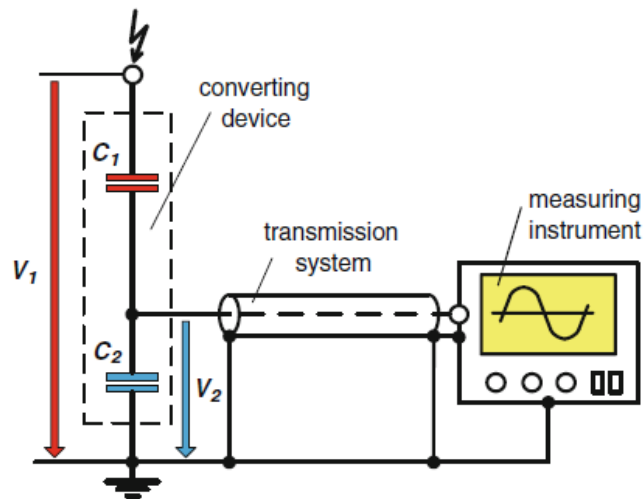 converting
device
C1
measuring
instrument
transmission
system
V1
C2
V2